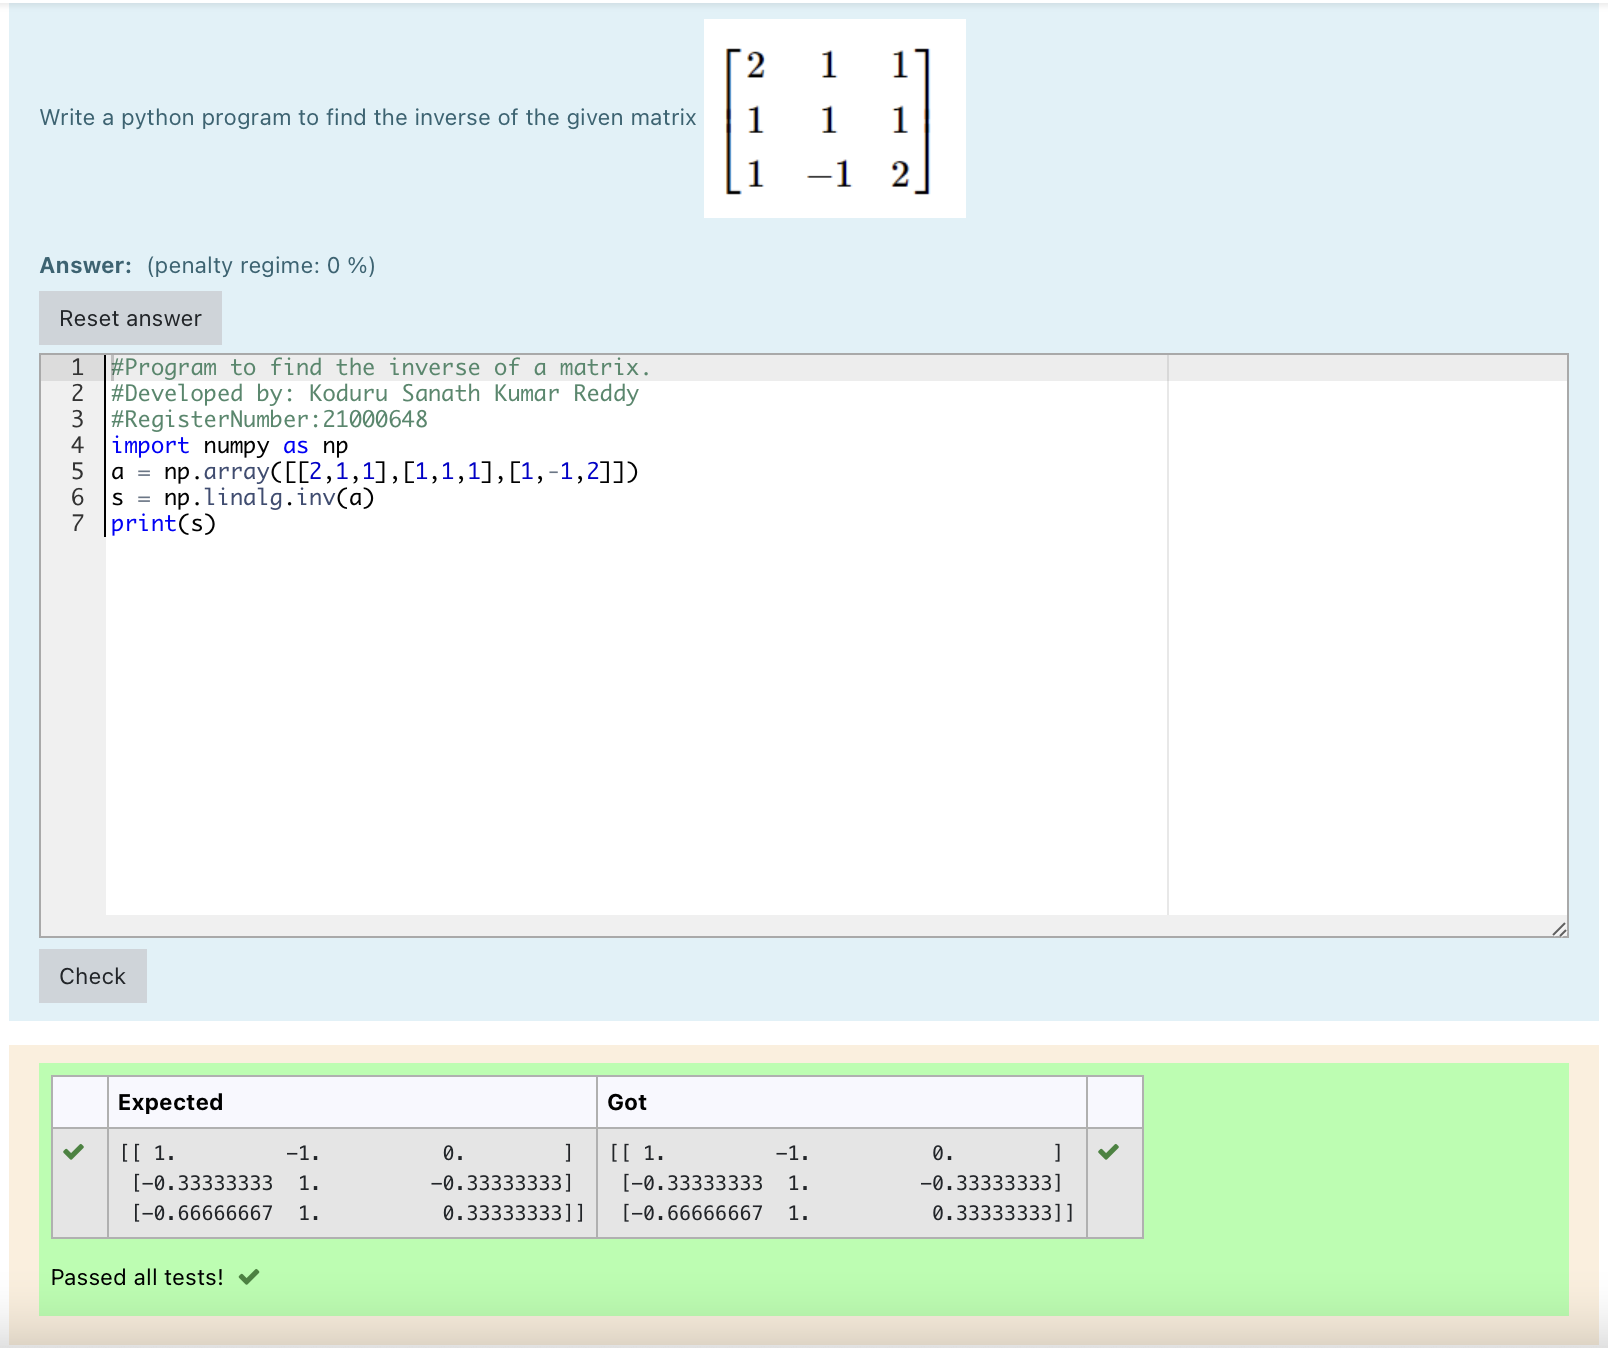 Write a python program to find the inverse of the given matrix
2 1 1
1 1 1
1 −1 2
Answer: (penalty regime: 0 %)
Reset answer
1 #Program to find the inverse of a matrix.
2 #Developed by: Koduru Sanath Kumar Reddy
3 #RegisterNumber:21000648
4 import numpy as np
5 a = np.array([[2,1,1],[1,1,1],[1,-1,2]])
6 s = np.linalg.inv(a)
7 print(s)
Check
Expected Got
[[ 1. -1. 0. ] [[ 1. -1. 0. ]
[-0.33333333 1. -0.33333333] [-0.33333333 1. -0.33333333]
[-0.66666667 1. 0.33333333]] [-0.66666667 1. 0.33333333]]
Passed all tests!